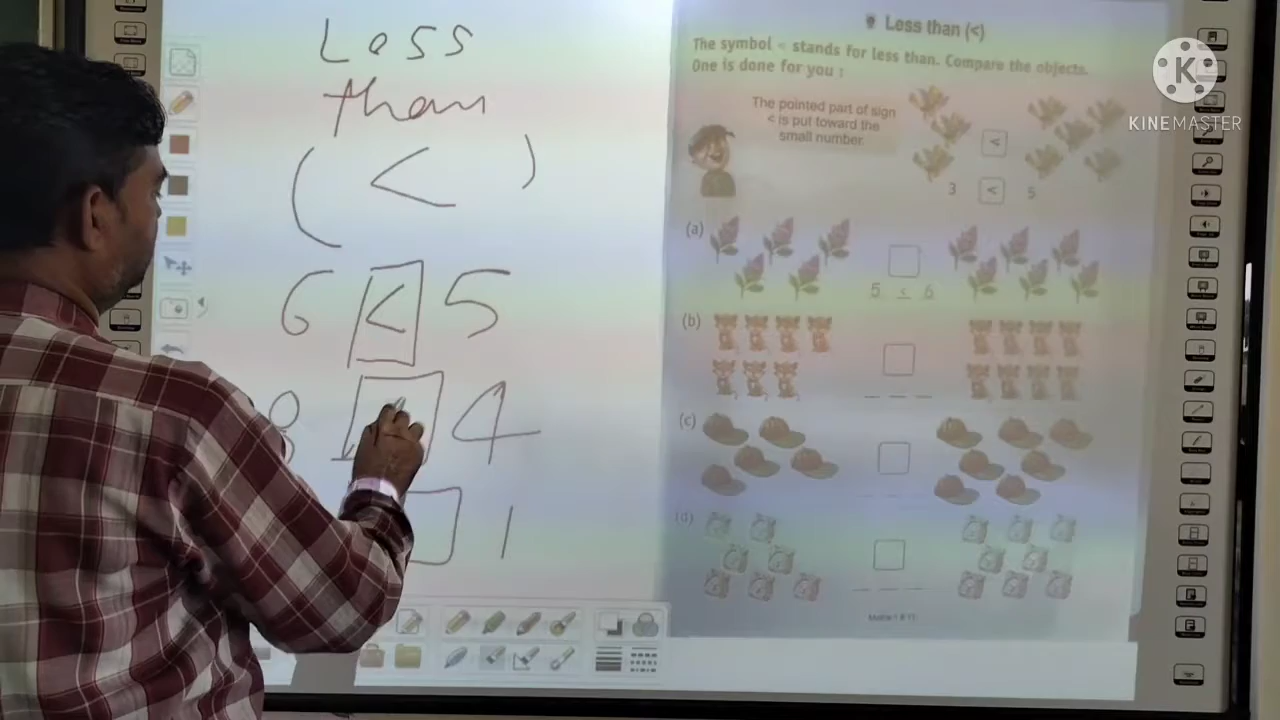 Less
than
( < )
6 < 5
8 4
1
Less than (<)
The symbol < stands for less than. Compare the objects.
One is done for you :
The pointed part of sign
< is put toward the
small number.
<
3 < 5
(a)
5 < 6
(b)
(c)
(d)
K
KINEMASTER